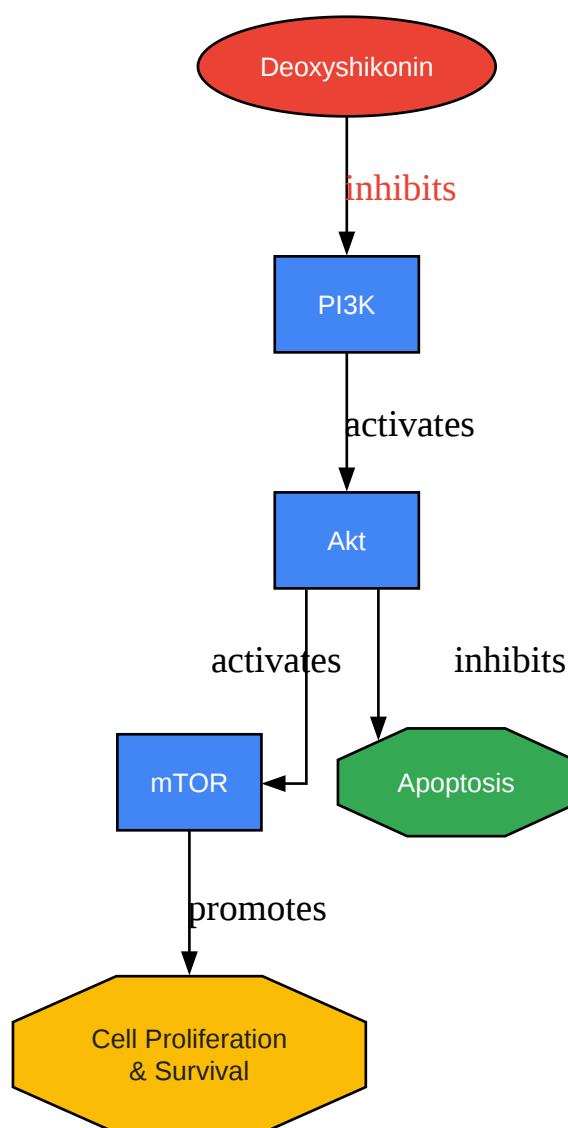 Deoxyshikonin
inhibits
PI3K
activates
Akt
activates
inhibits
mTOR
Apoptosis
promotes
Cell Proliferation
& Survival